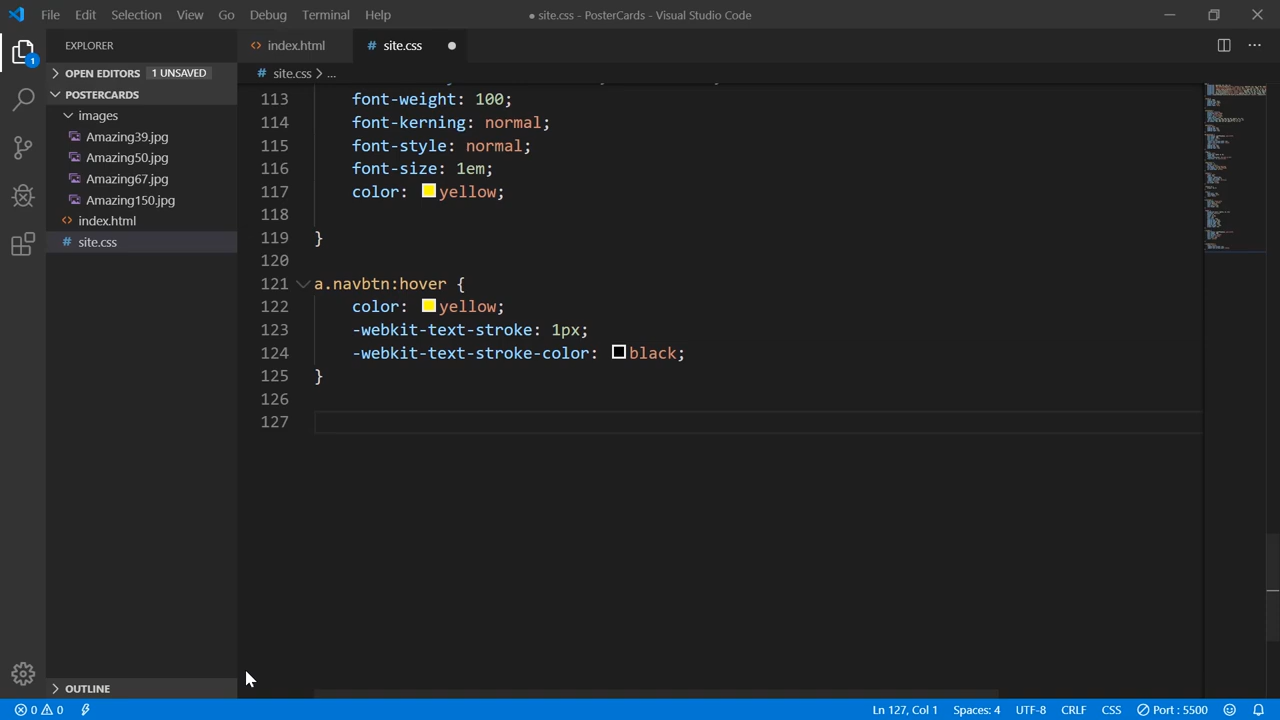 File Edit Selection View Go Debug Terminal Help
● site.css - PosterCards - Visual Studio Code
EXPLORER
index.html
# site.css
1
OPEN EDITORS 1 UNSAVED
# site.css > ...
POSTERCARDS
images
Amazing39.jpg
Amazing50.jpg
Amazing67.jpg
Amazing150.jpg
index.html
# site.css
113 font-weight: 100;
114 font-kerning: normal;
115 font-style: normal;
116 font-size: 1em;
117 color: yellow;
118
119 }
120
121 a.navbtn:hover {
122 color: yellow;
123 -webkit-text-stroke: 1px;
124 -webkit-text-stroke-color: black;
125 }
126
127
OUTLINE
0 0 Ln 127, Col 1 Spaces: 4 UTF-8 CRLF CSS Port : 5500